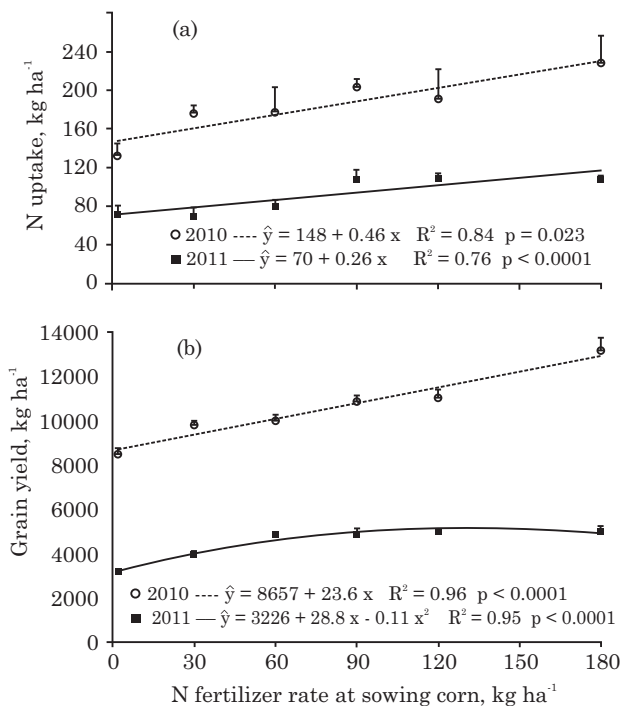 (a)
N uptake, kg ha⁻¹
240
200
160
120
80
40
0
2010 ---- ŷ = 148 + 0.46 x R² = 0.84 p = 0.023
2011 — ŷ = 70 + 0.26 x R² = 0.76 p < 0.0001
(b)
Grain yield, kg ha⁻¹
14000
12000
10000
8000
6000
4000
2000
0
2010 ---- ŷ = 8657 + 23.6 x R² = 0.96 p < 0.0001
2011 — ŷ = 3226 + 28.8 x - 0.11 x² R² = 0.95 p < 0.0001
0 30 60 90 120 150 180
N fertilizer rate at sowing corn, kg ha⁻¹